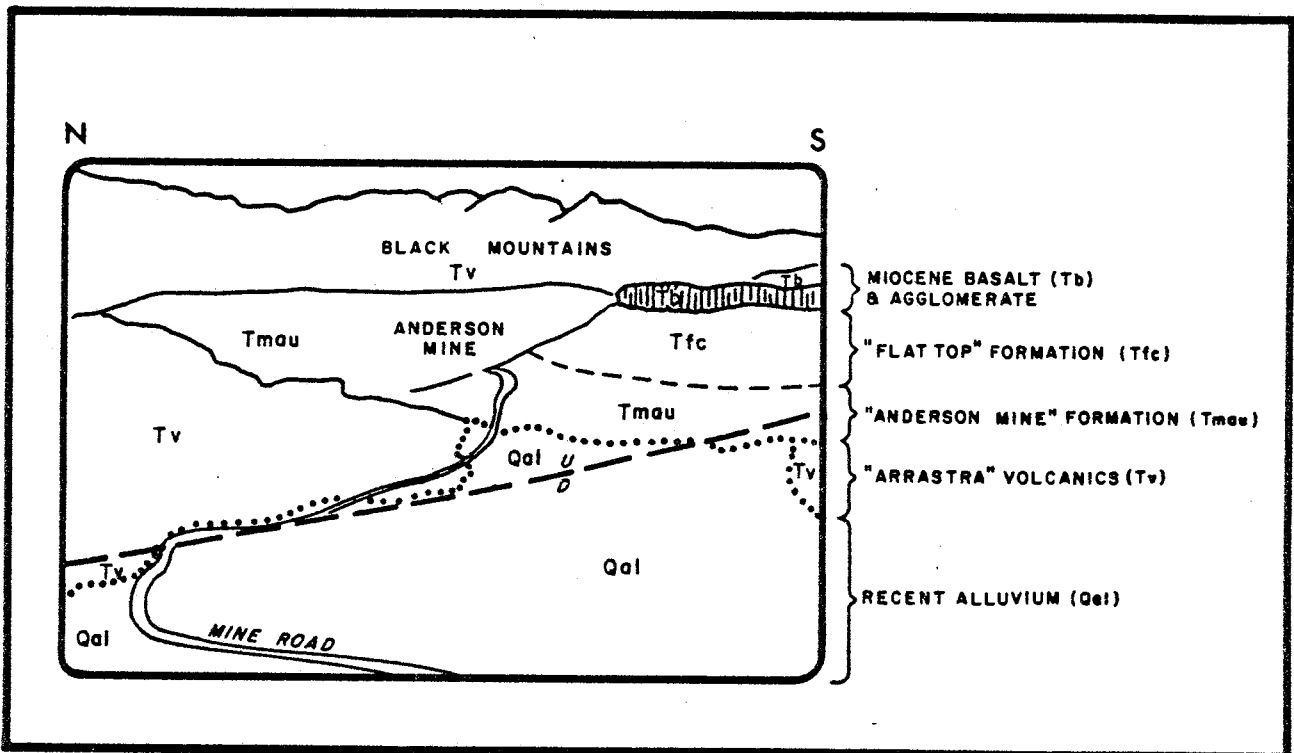 N
S
BLACK MOUNTAINS
Tv
Tb
Tb
MIOCENE BASALT (Tb)
& AGGLOMERATE
Tmau
ANDERSON
MINE
Tfc
"FLAT TOP" FORMATION (Tfc)
Tmau
"ANDERSON MINE" FORMATION (Tmau)
Tv
Qal
U
D
Tv
"ARRASTRA" VOLCANICS (Tv)
Tv
Qal
RECENT ALLUVIUM (Qal)
Qal
MINE ROAD